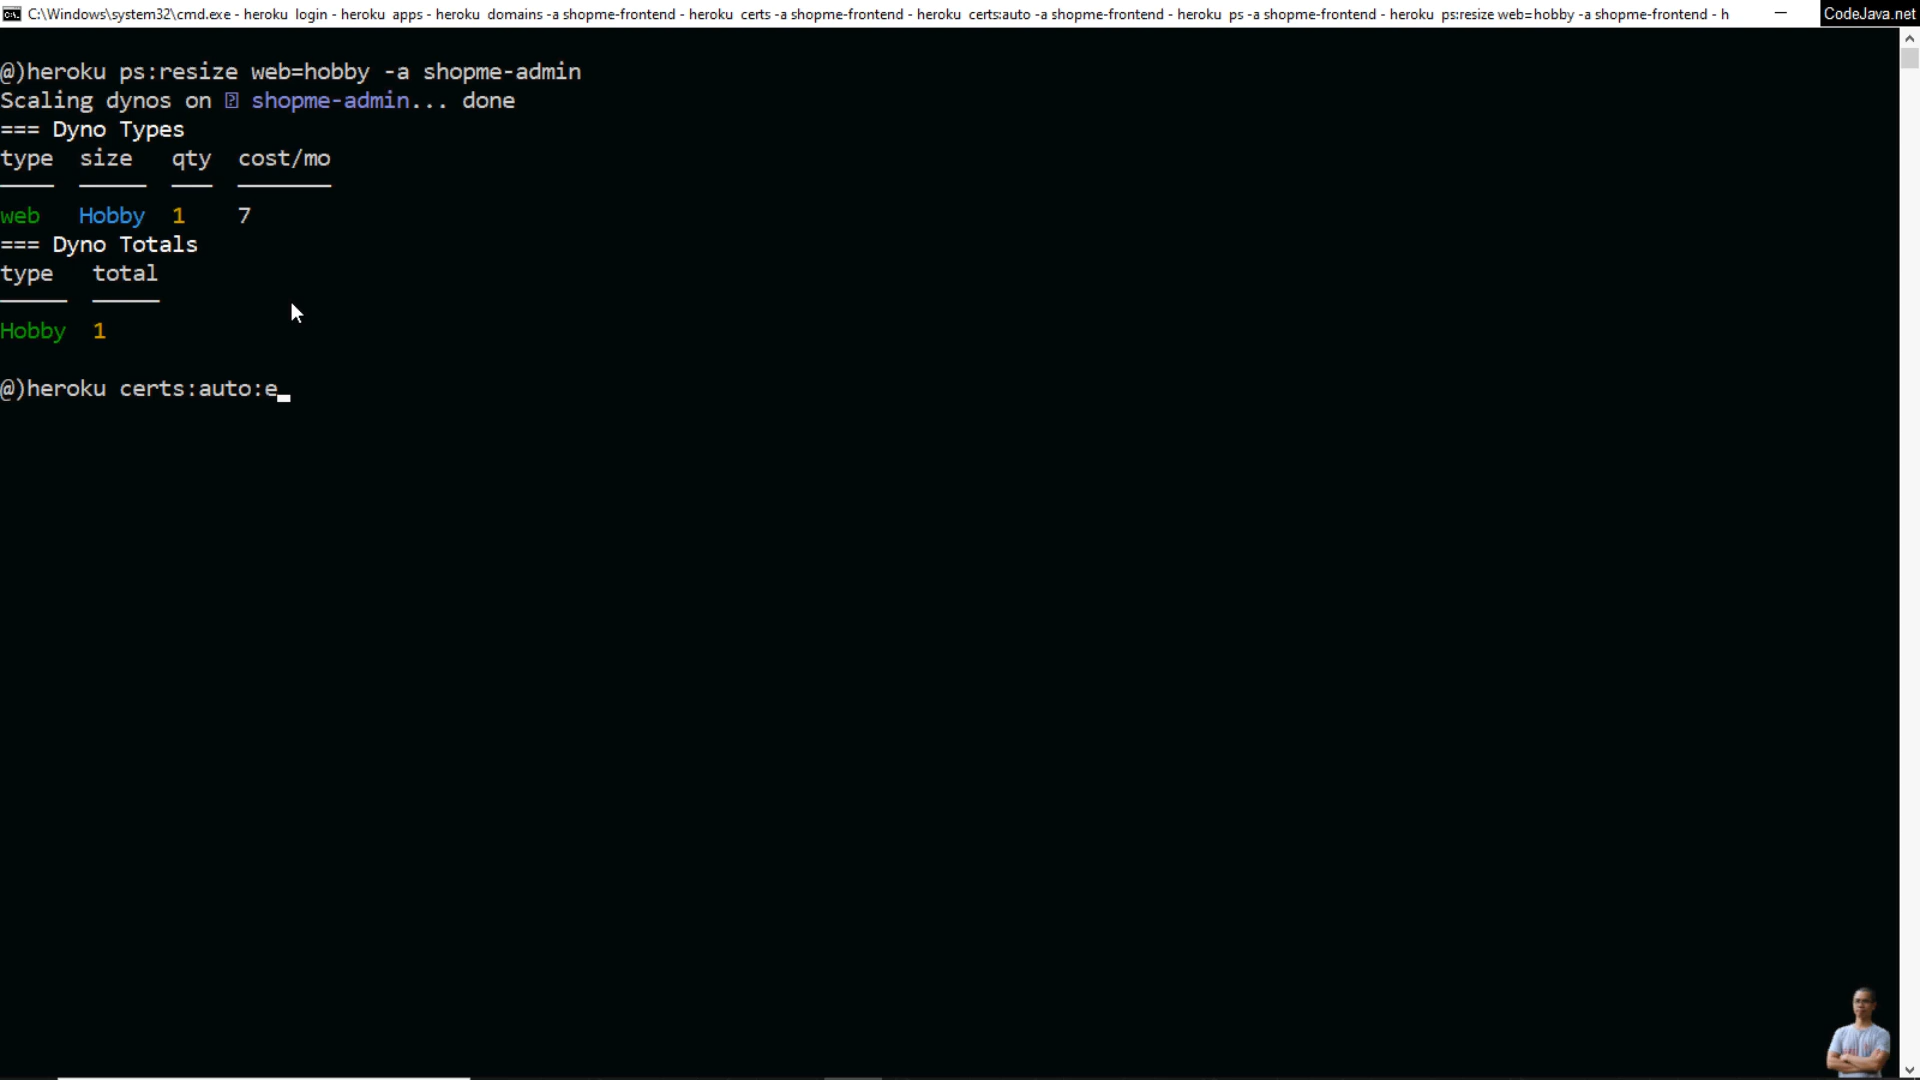 C:\Windows\system32\cmd.exe - heroku login - heroku apps - heroku domains -a shopme-frontend - heroku certs -a shopme-frontend - heroku certs:auto -a shopme-frontend - heroku ps -a shopme-frontend - heroku ps:resize web=hobby -a shopme-frontend - h
CodeJava.net
@)heroku ps:resize web=hobby -a shopme-admin
Scaling dynos on ⍰ shopme-admin... done
=== Dyno Types
type size qty cost/mo
web Hobby 1 7
=== Dyno Totals
type total
Hobby 1
@)heroku certs:auto:e